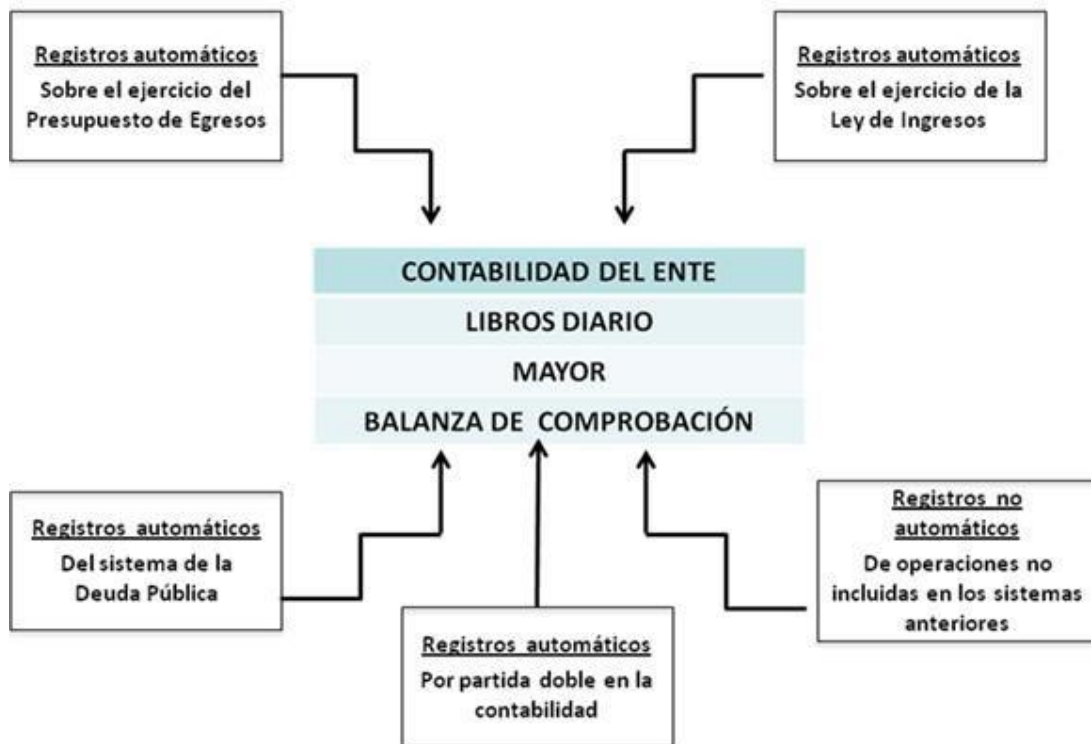 Registros automáticos
Sobre el ejercicio del
Presupuesto de Egresos
Registros automáticos
Sobre el ejercicio de la
Ley de Ingresos
CONTABILIDAD DEL ENTE
LIBROS DIARIO
MAYOR
BALANZA DE COMPROBACIÓN
Registros automáticos
Del sistema de la
Deuda Pública
Registros automáticos
Por partida doble en la
contabilidad
Registros no
automáticos
De operaciones no
incluidas en los sistemas
anteriores